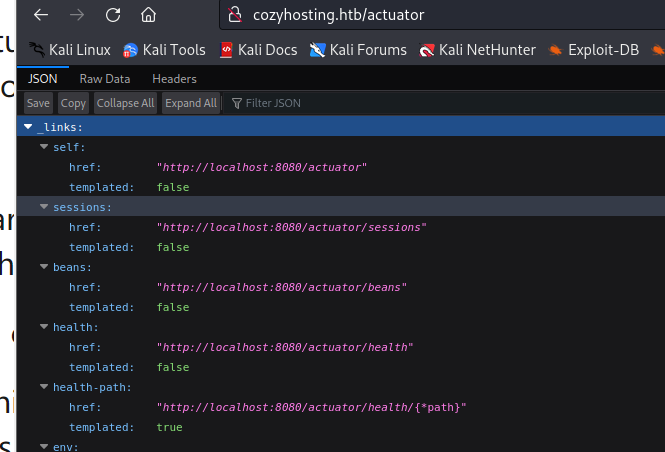 cozyhosting.htb/actuator
Kali Linux Kali Tools Kali Docs Kali Forums Kali NetHunter Exploit-DB
JSON Raw Data Headers
Save Copy Collapse All Expand All Filter JSON
_links:
self:
href: "http://localhost:8080/actuator"
templated: false
sessions:
href: "http://localhost:8080/actuator/sessions"
templated: false
beans:
href: "http://localhost:8080/actuator/beans"
templated: false
health:
href: "http://localhost:8080/actuator/health"
templated: false
health-path:
href: "http://localhost:8080/actuator/health/{*path}"
templated: true
env: